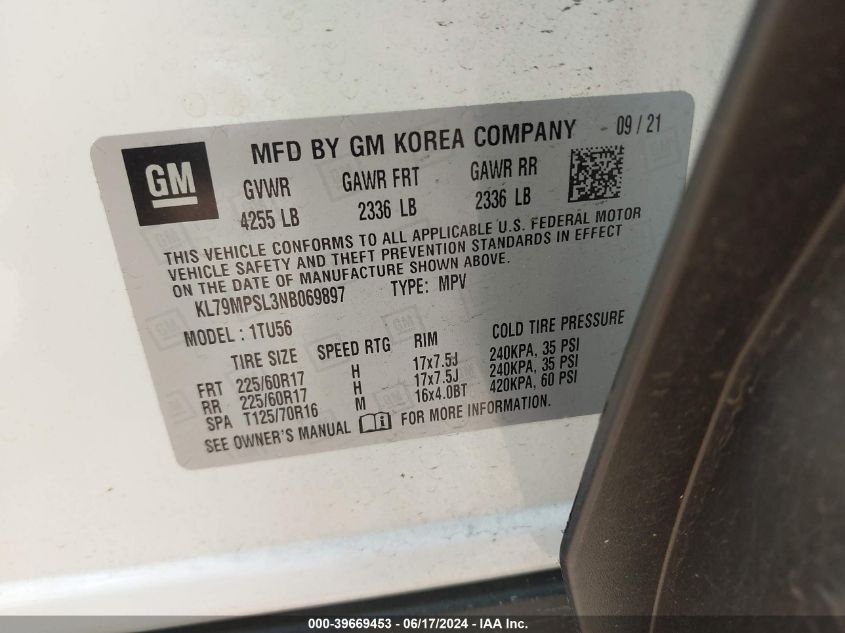 GM
MFD BY GM KOREA COMPANY 09 / 21
GVWR GAWR FRT GAWR RR
4255 LB 2336 LB 2336 LB
THIS VEHICLE CONFORMS TO ALL APPLICABLE U.S. FEDERAL MOTOR
VEHICLE SAFETY AND THEFT PREVENTION STANDARDS IN EFFECT
ON THE DATE OF MANUFACTURE SHOWN ABOVE.
KL79MPSL3NB069897 TYPE: MPV
MODEL : 1TU56
TIRE SIZE SPEED RTG RIM COLD TIRE PRESSURE
FRT 225/60R17 H 17x7.5J 240KPA, 35 PSI
RR 225/60R17 H 17x7.5J 240KPA, 35 PSI
SPA T125/70R16 M 16x4.0BT 420KPA, 60 PSI
SEE OWNER'S MANUAL FOR MORE INFORMATION.
000-39669453 - 06/17/2024 - IAA Inc.